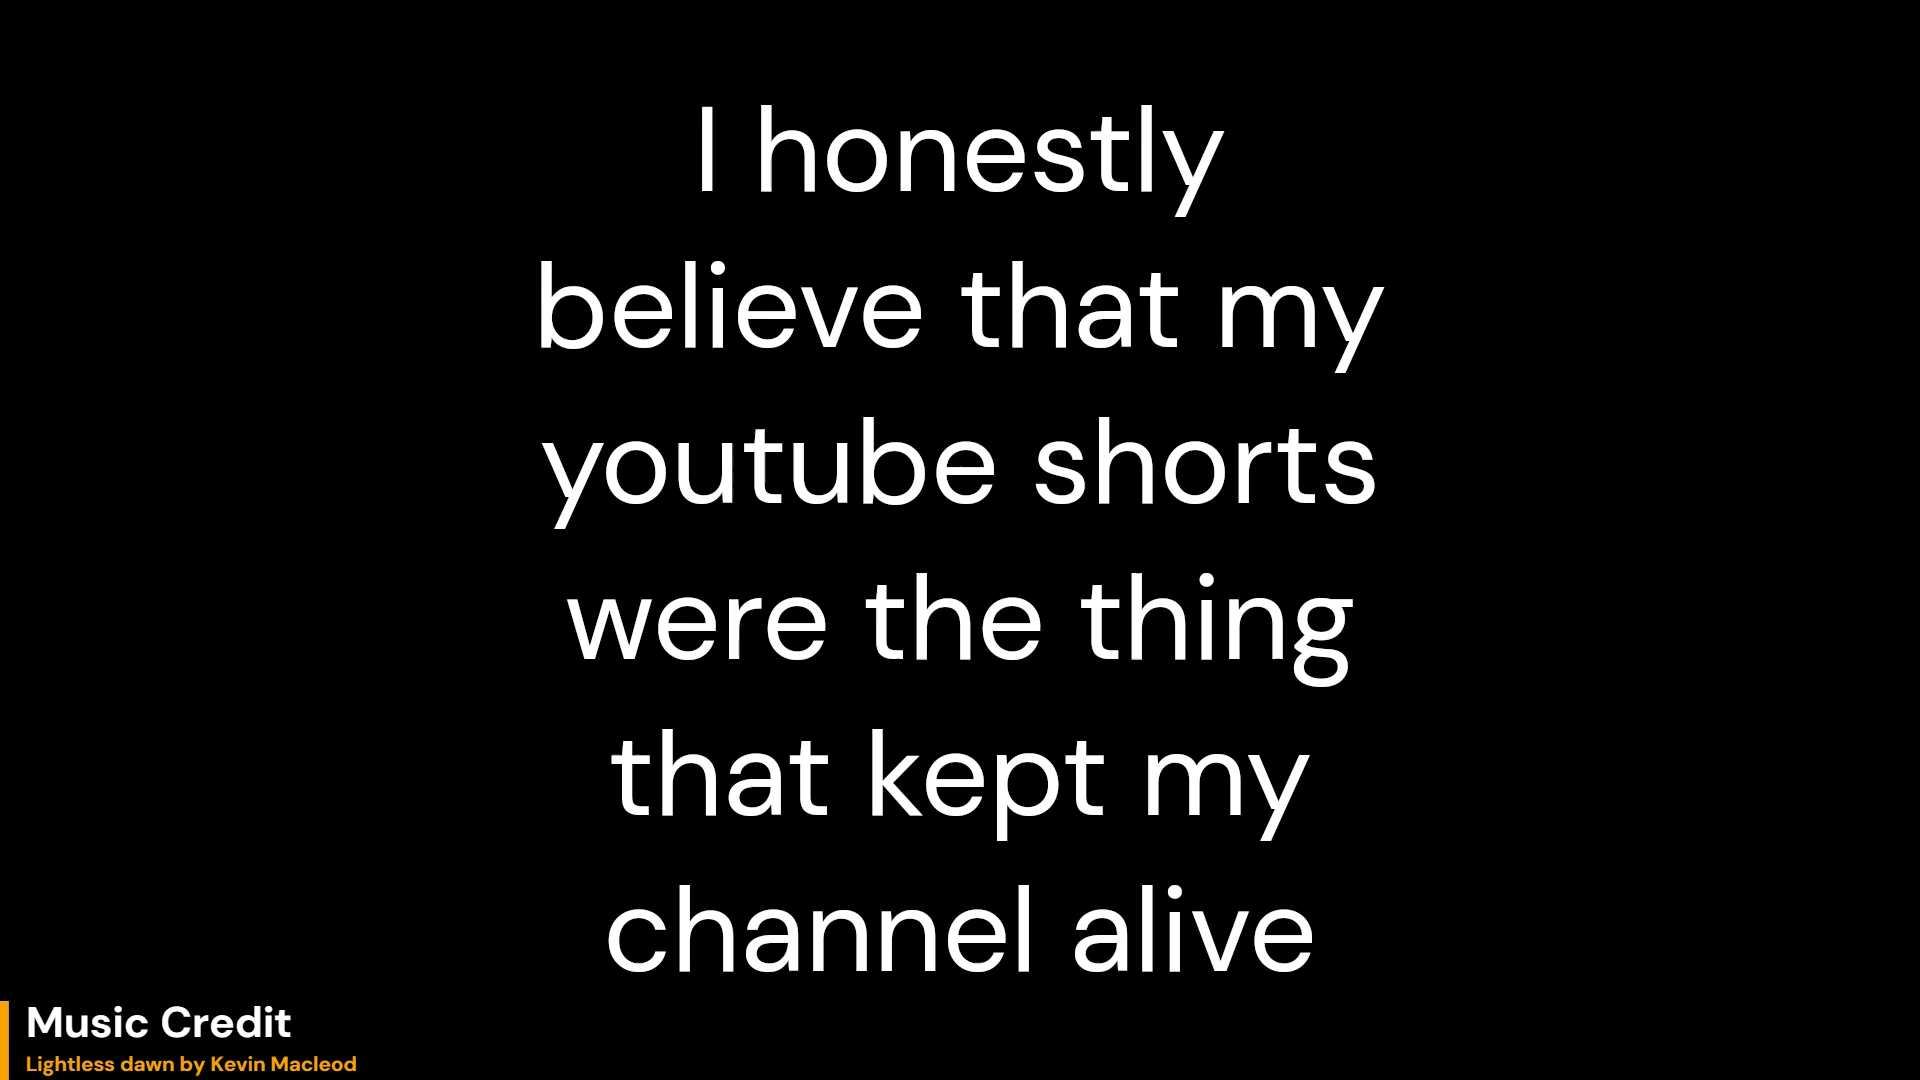 I honestly
believe that my
youtube shorts
were the thing
that kept my
channel alive
Music Credit
Lightless dawn by Kevin Macleod